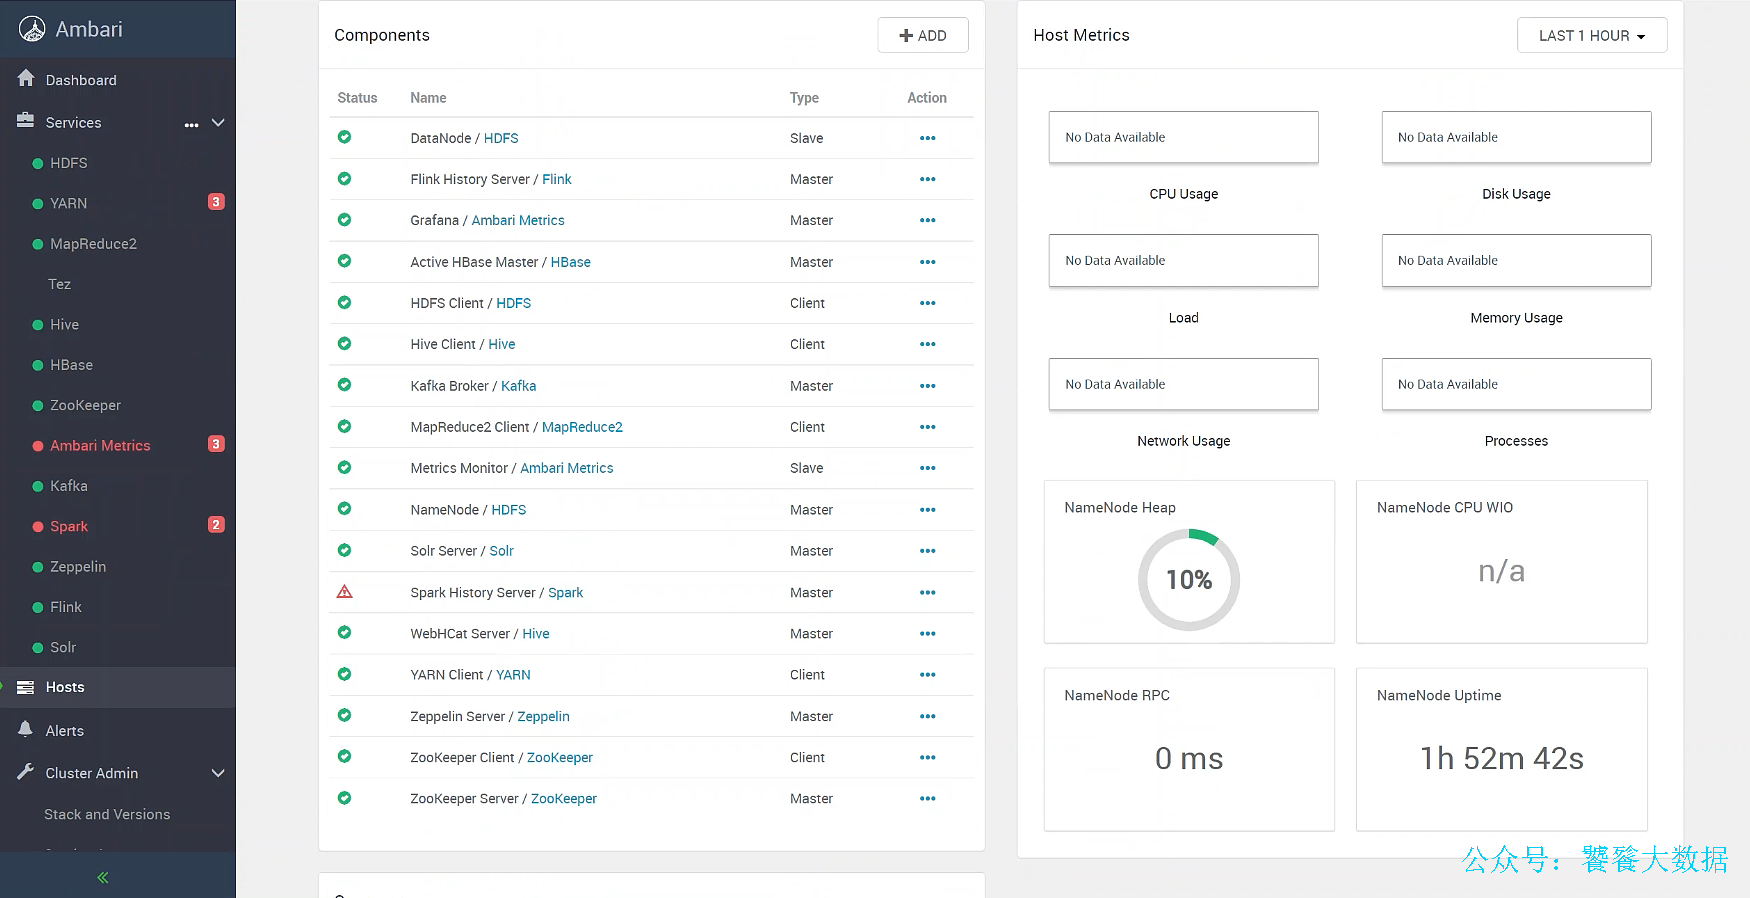 Ambari
Dashboard
Services
HDFS
YARN 3
MapReduce2
Tez
Hive
HBase
ZooKeeper
Ambari Metrics 3
Kafka
Spark 2
Zeppelin
Flink
Solr
Hosts
Alerts
Cluster Admin
Stack and Versions
Components
ADD
Status Name Type Action
DataNode / HDFS Slave
Flink History Server / Flink Master
Grafana / Ambari Metrics Master
Active HBase Master / HBase Master
HDFS Client / HDFS Client
Hive Client / Hive Client
Kafka Broker / Kafka Master
MapReduce2 Client / MapReduce2 Client
Metrics Monitor / Ambari Metrics Slave
NameNode / HDFS Master
Solr Server / Solr Master
Spark History Server / Spark Master
WebHCat Server / Hive Master
YARN Client / YARN Client
Zeppelin Server / Zeppelin Master
ZooKeeper Client / ZooKeeper Client
ZooKeeper Server / ZooKeeper Master
Host Metrics
LAST 1 HOUR
No Data Available
CPU Usage
No Data Available
Disk Usage
No Data Available
Load
No Data Available
Memory Usage
No Data Available
Network Usage
No Data Available
Processes
NameNode Heap
10%
NameNode CPU WIO
n/a
NameNode RPC
0 ms
NameNode Uptime
1h 52m 42s
公众号：饕餮大数据